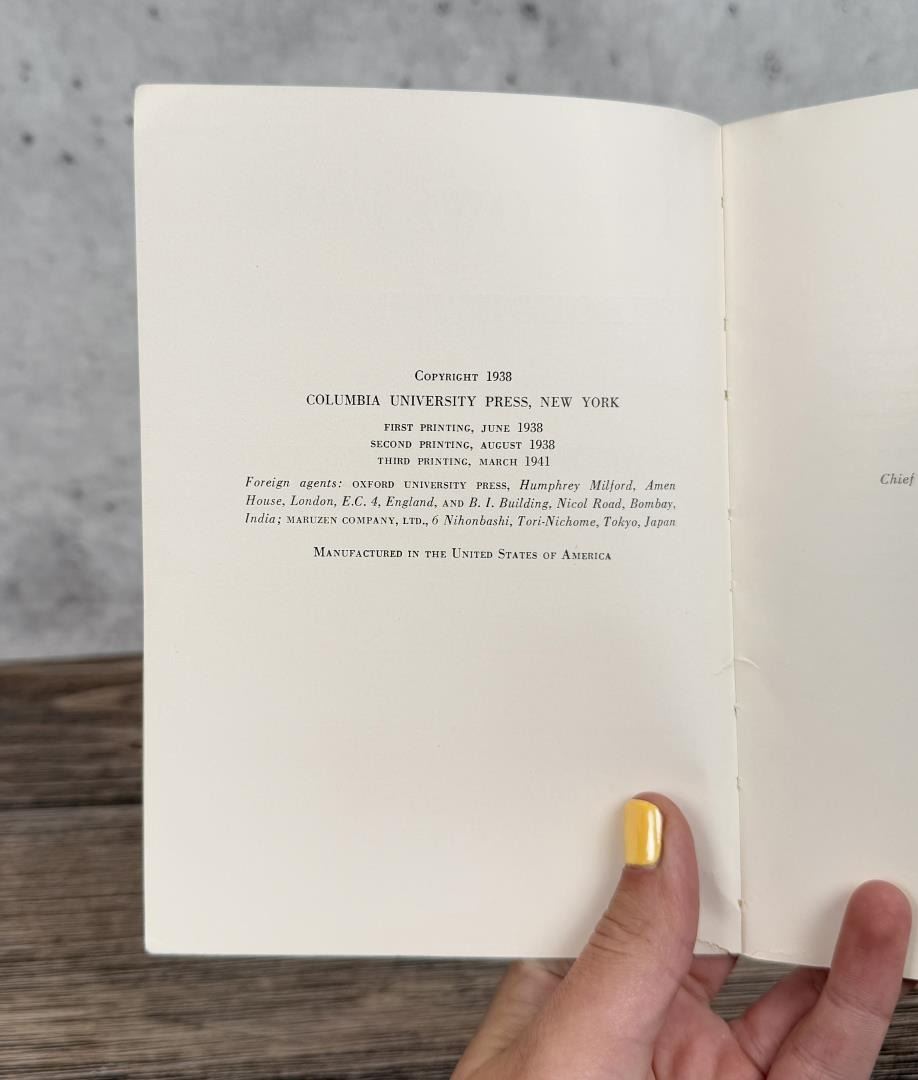 Copyright 1938
COLUMBIA UNIVERSITY PRESS, NEW YORK
FIRST PRINTING, JUNE 1938
SECOND PRINTING, AUGUST 1938
THIRD PRINTING, MARCH 1941
Foreign agents: OXFORD UNIVERSITY PRESS, Humphrey Milford, Amen
House, London, E.C. 4, England, AND B. I. Building, Nicol Road, Bombay,
India; MARUZEN COMPANY, LTD., 6 Nihonbashi, Tori-Nichome, Tokyo, Japan
Manufactured in the United States of America
Chief